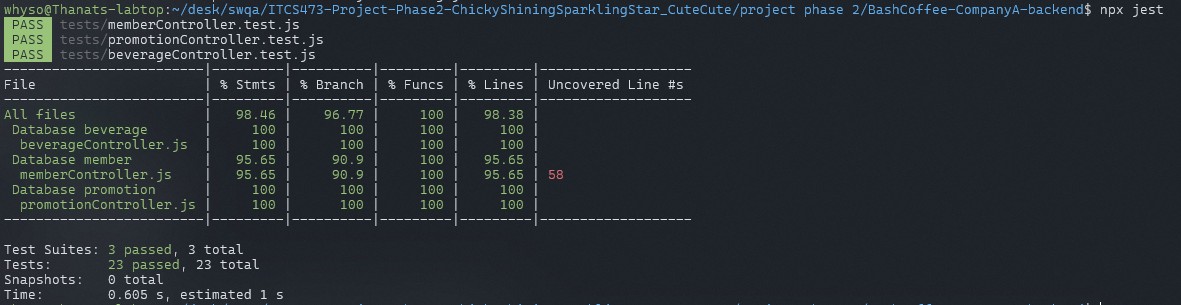 whyso@Thanats-labtop:~/desk/swqa/ITCS473-Project-Phase2-ChickyShiningSparklingStar_CuteCute/project phase 2/BashCoffee-CompanyA-backend$ npx jest
PASS tests/memberController.test.js
PASS tests/promotionController.test.js
PASS tests/beverageController.test.js
-------------------------|---------|----------|---------|---------|-------------------
File                     | % Stmts | % Branch | % Funcs | % Lines | Uncovered Line #s
-------------------------|---------|----------|---------|---------|-------------------
All files                |   98.46 |    96.77 |     100 |   98.38 |
 Database beverage       |     100 |      100 |     100 |     100 |
  beverageController.js  |     100 |      100 |     100 |     100 |
 Database member         |   95.65 |     90.9 |     100 |   95.65 |
  memberController.js    |   95.65 |     90.9 |     100 |   95.65 | 58
 Database promotion      |     100 |      100 |     100 |     100 |
  promotionController.js |     100 |      100 |     100 |     100 |
-------------------------|---------|----------|---------|---------|-------------------
Test Suites: 3 passed, 3 total
Tests:       23 passed, 23 total
Snapshots:   0 total
Time:        0.605 s, estimated 1 s